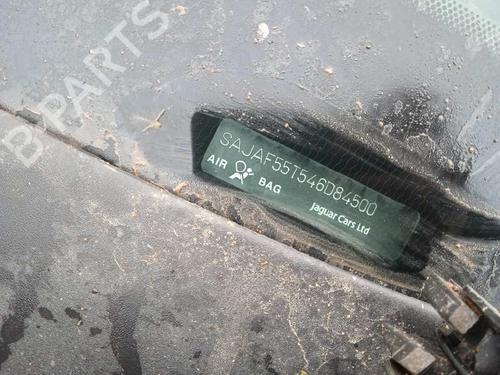 B-PARTS
SAJAF55T546D84500
AIR BAG
Jaguar Cars Ltd